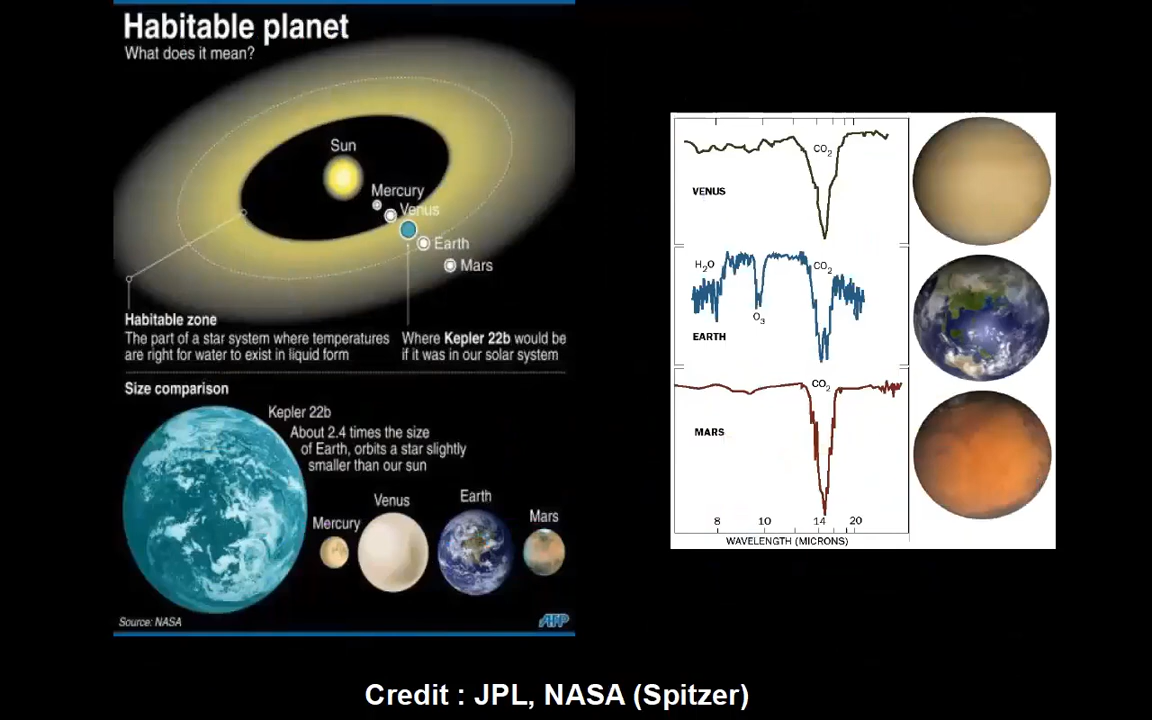 Habitable planet
What does it mean?
Sun
Mercury
Venus
Earth
Mars
Habitable zone
The part of a star system where temperatures
are right for water to exist in liquid form
Where Kepler 22b would be
if it was in our solar system
Size comparison
Kepler 22b
About 2.4 times the size
of Earth, orbits a star slightly
smaller than our sun
Mercury
Venus
Earth
Mars
Source: NASA
AFP
CO2
VENUS
H2O
CO2
O3
EARTH
CO2
MARS
8 10 14 20
WAVELENGTH (MICRONS)
Credit : JPL, NASA (Spitzer)